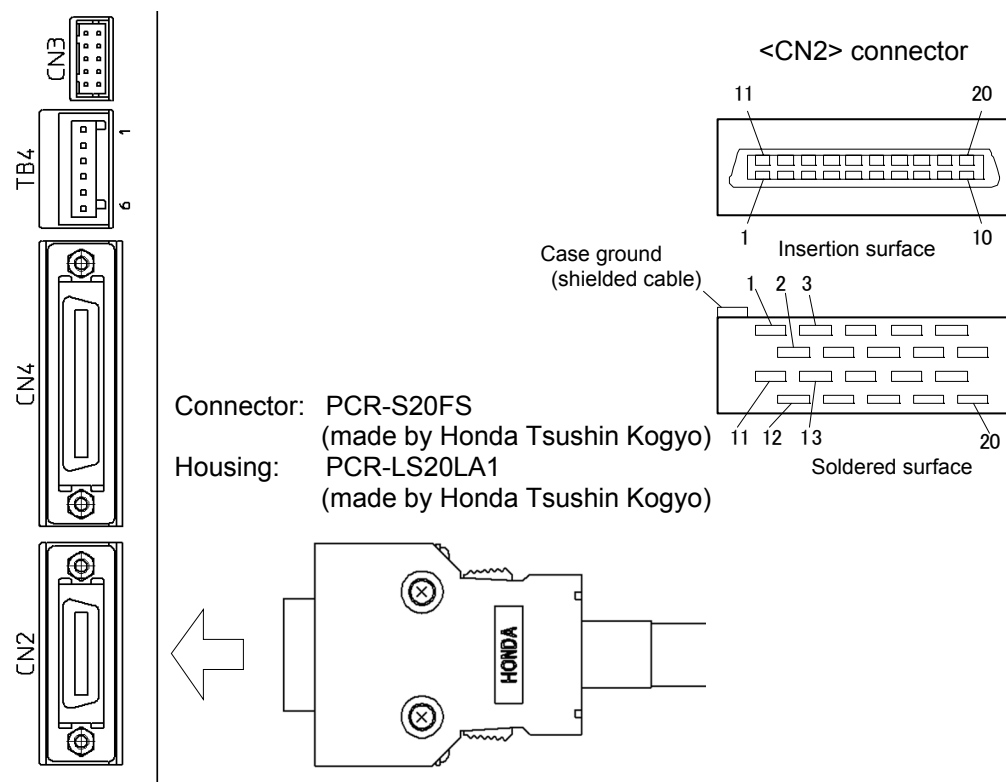 CN3
TB4
1
6
CN4
CN2
<CN2> connector
11 20
1 10
Insertion surface
Case ground
(shielded cable)
1 2 3
11 12 13 20
Soldered surface
Connector: PCR-S20FS
(made by Honda Tsushin Kogyo)
Housing: PCR-LS20LA1
(made by Honda Tsushin Kogyo)
HONDA